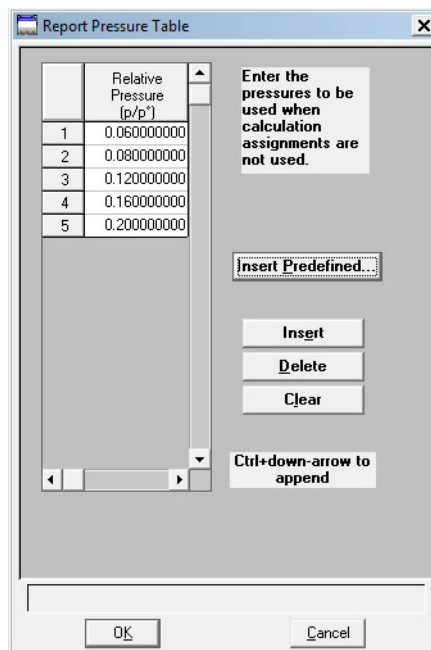 Report Pressure Table
Relative
Pressure
(p/p°)
1 0.060000000
2 0.080000000
3 0.120000000
4 0.160000000
5 0.200000000
Enter the
pressures to be
used when
calculation
assignments are
not used.
Insert Predefined...
Insert
Delete
Clear
Ctrl+down-arrow to
append
OK
Cancel